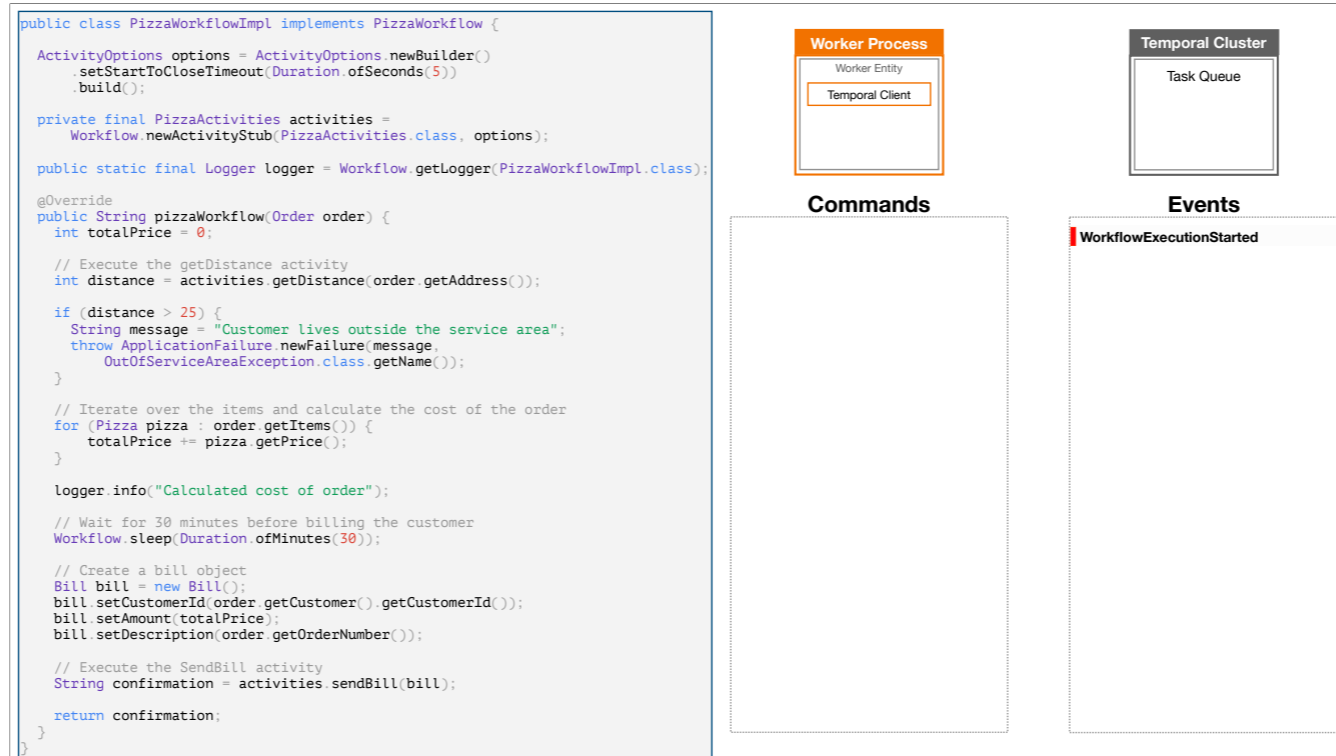 public class PizzaWorkflowImpl implements PizzaWorkflow {
ActivityOptions options = ActivityOptions.newBuilder()
.setStartToCloseTimeout(Duration.ofSeconds(5))
.build();
private final PizzaActivities activities =
Workflow.newActivityStub(PizzaActivities.class, options);
public static final Logger logger = Workflow.getLogger(PizzaWorkflowImpl.class);
@Override
public String pizzaWorkflow(Order order) {
int totalPrice = 0;
// Execute the getDistance activity
int distance = activities.getDistance(order.getAddress());
if (distance > 25) {
String message = "Customer lives outside the service area";
throw ApplicationFailure.newFailure(message,
OutOfServiceAreaException.class.getName());
}
// Iterate over the items and calculate the cost of the order
for (Pizza pizza : order.getItems()) {
totalPrice += pizza.getPrice();
}
logger.info("Calculated cost of order");
// Wait for 30 minutes before billing the customer
Workflow.sleep(Duration.ofMinutes(30));
// Create a bill object
Bill bill = new Bill();
bill.setCustomerId(order.getCustomer().getCustomerId());
bill.setAmount(totalPrice);
bill.setDescription(order.getOrderNumber());
// Execute the SendBill activity
String confirmation = activities.sendBill(bill);
return confirmation;
}
}
Worker Process
Worker Entity
Temporal Client
Temporal Cluster
Task Queue
Commands
Events
WorkflowExecutionStarted